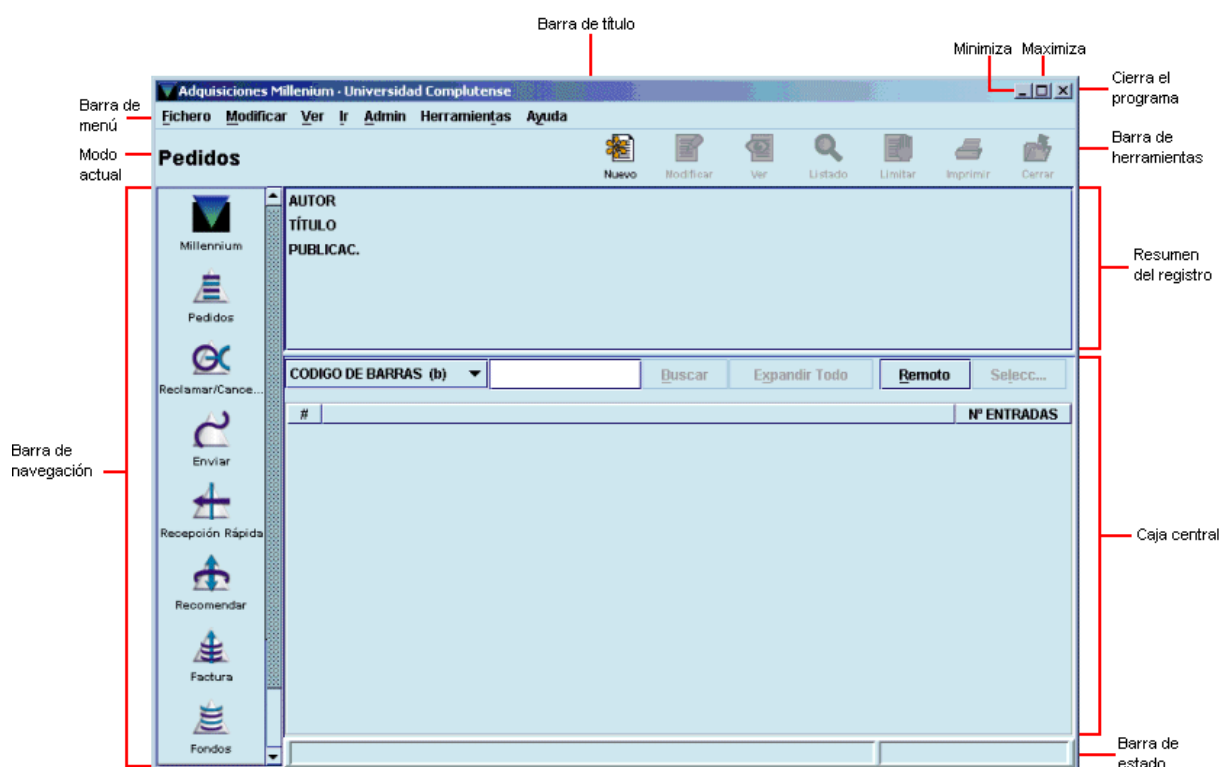 Barra de título
Minimiza Maximiza
Cierra el
programa
Adquisiciones Millenium · Universidad Complutense
Barra de
menú
Fichero Modificar Ver Ir Admin Herramientas Ayuda
Barra de
herramientas
Modo
actual
Pedidos
Nuevo Modificar Ver Listado Limitar Imprimir Cerrar
AUTOR
TÍTULO
PUBLICAC.
Resumen
del registro
Millennium
Pedidos
Reclamar/Cance...
Enviar
Recepción Rápida
Recomendar
Factura
Fondos
Barra de
navegación
CODIGO DE BARRAS (b) Buscar Expandir Todo Remoto Selecc...
# Nº ENTRADAS
Caja central
Barra de
estado